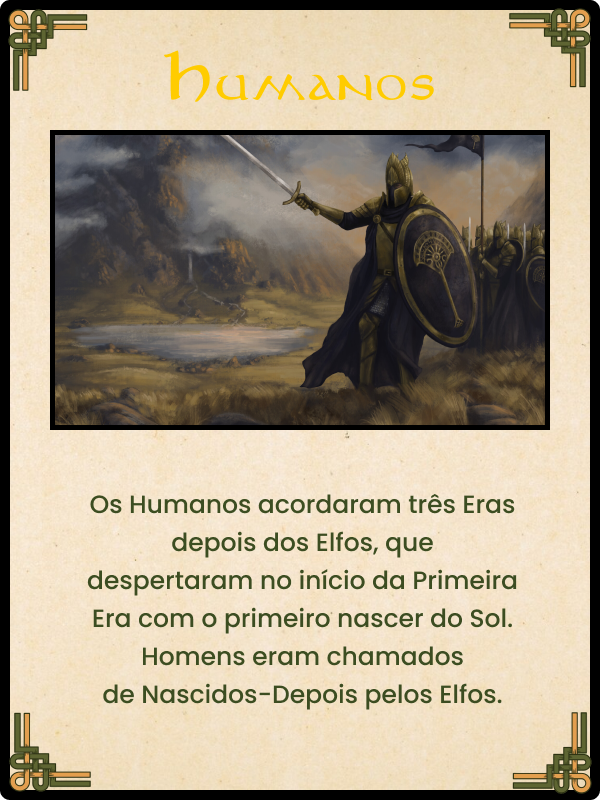 Humanos
Os Humanos acordaram três Eras
depois dos Elfos, que
despertaram no início da Primeira
Era com o primeiro nascer do Sol.
Homens eram chamados
de Nascidos-Depois pelos Elfos.